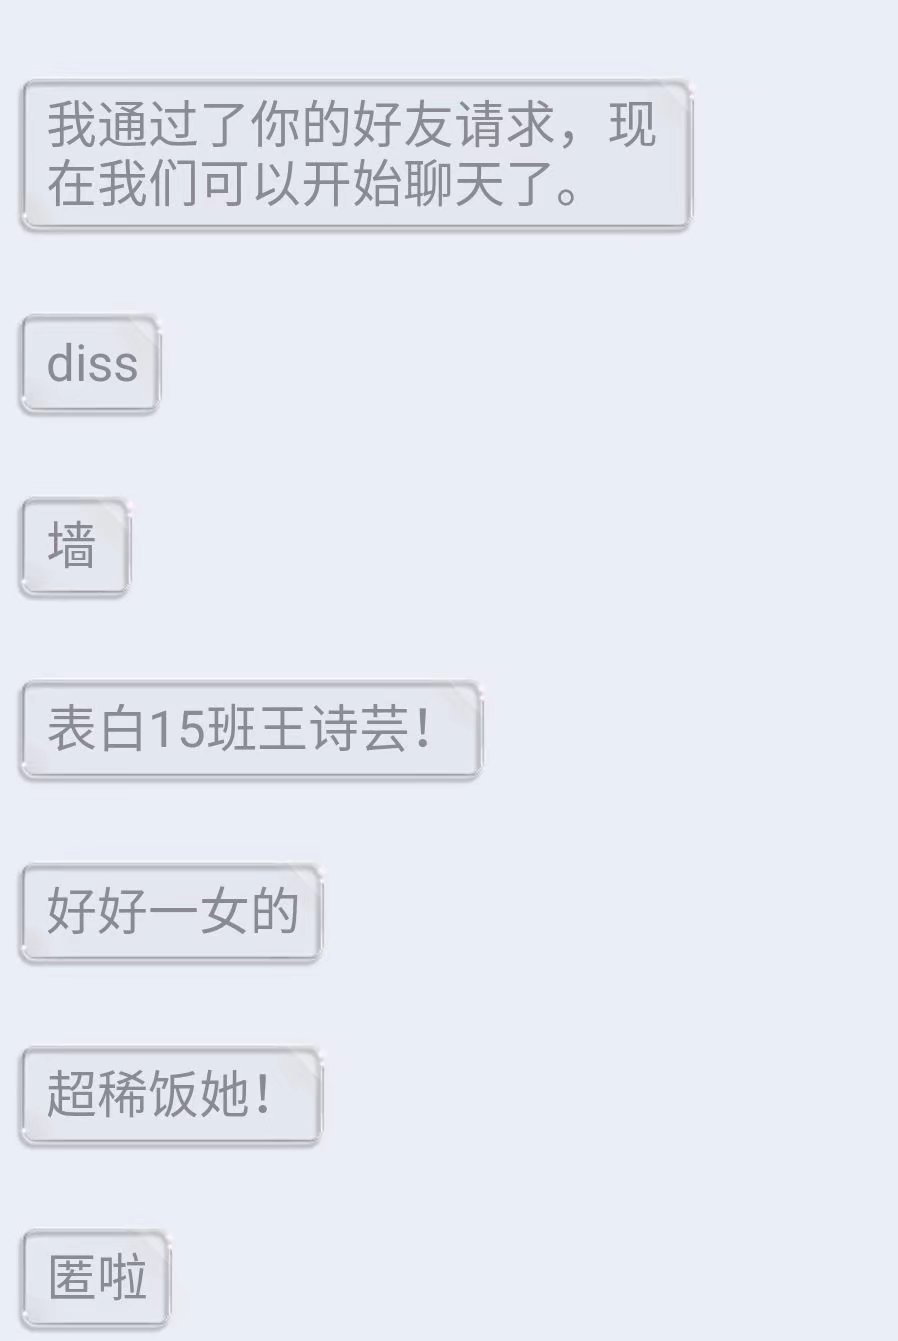 我通过了你的好友请求，现
在我们可以开始聊天了。
diss
墙
表白15班王诗芸！
好好一女的
超稀饭她！
匿啦